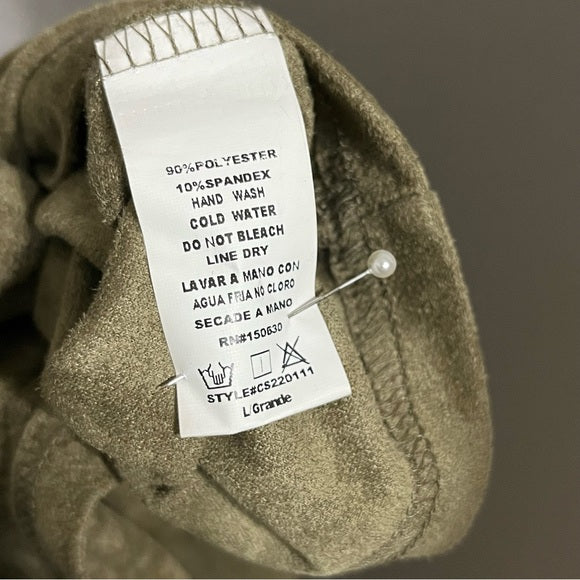 90%POLYESTER
10%SPANDEX
HAND WASH
COLD WATER
DO NOT BLEACH
LINE DRY
LAVAR A MANO CON
AGUA FRIA NO CLORO
SECADE A MANO
RN#150630
STYLE#CS220111
L/Grande